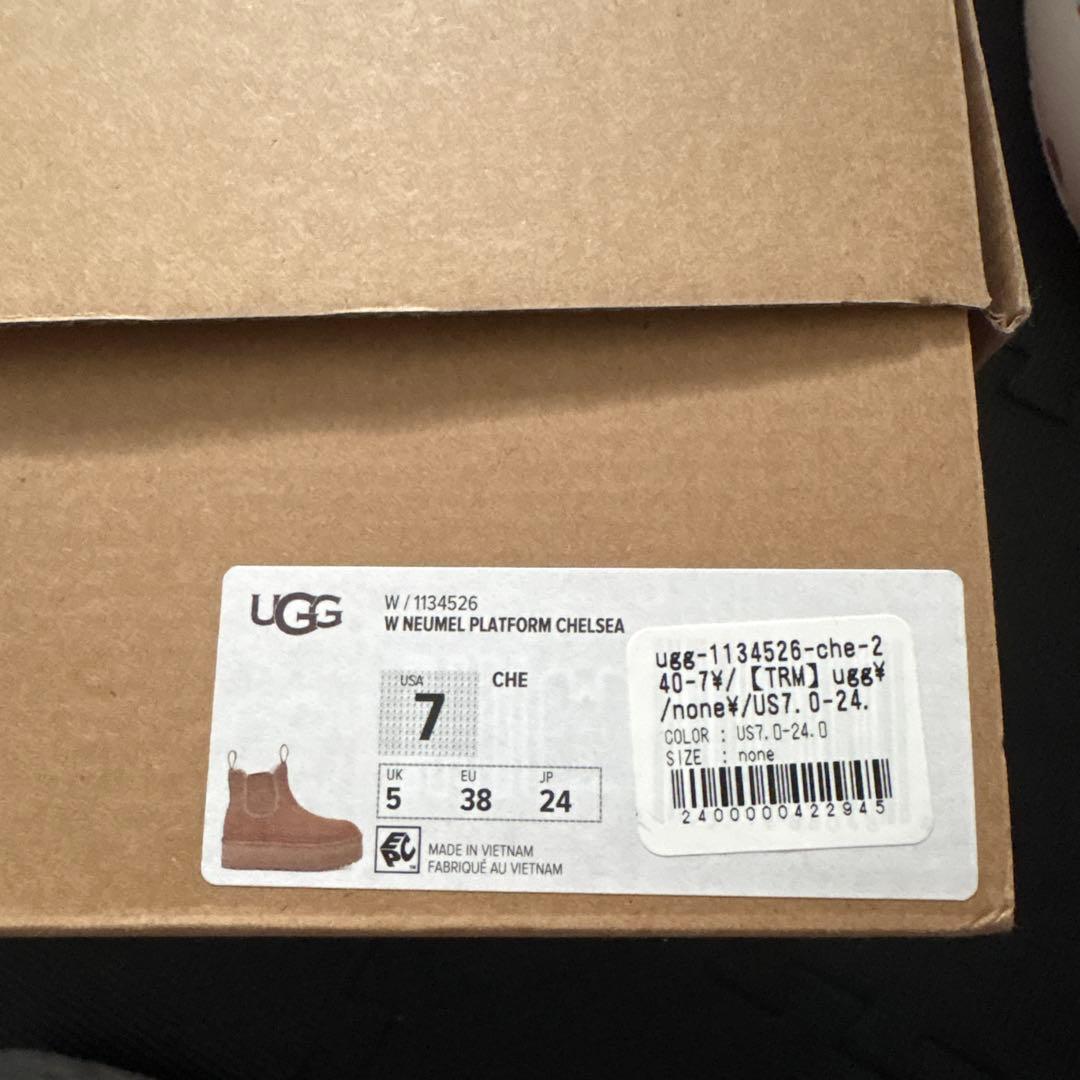 UGG
W / 1134526
W NEUMEL PLATFORM CHELSEA
USA
7
CHE
UK EU JP
5 38 24
EPC
MADE IN VIETNAM
FABRIQUÉ AU VIETNAM
ugg-1134526-che-2
40-7¥/【TRM】ugg¥
/none¥/US7.0-24.
COLOR : US7.0-24.0
SIZE : none
2400000422945